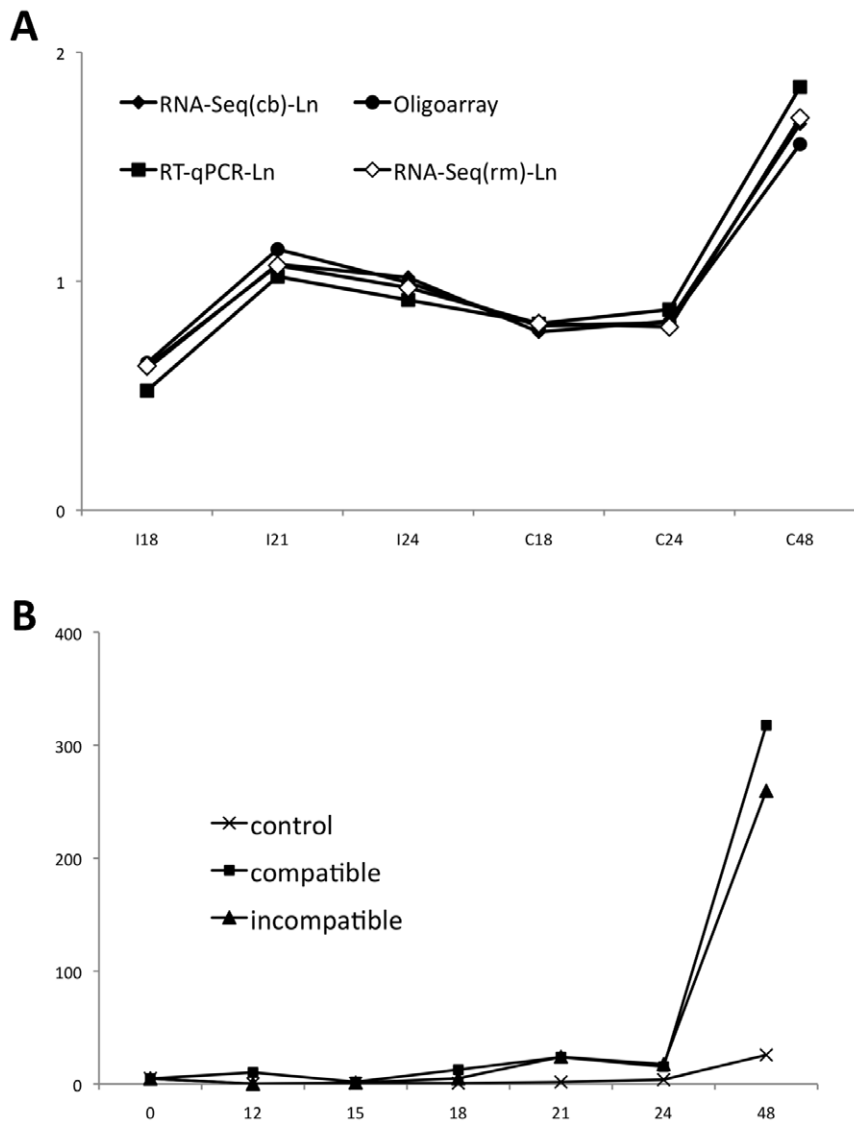 A
2
RNA-Seq(cb)-Ln Oligoarray
RT-qPCR-Ln RNA-Seq(rm)-Ln
1
0
I18 I21 I24 C18 C24 C48
B
400
300
control
200
compatible
incompatible
100
0
0 12 15 18 21 24 48